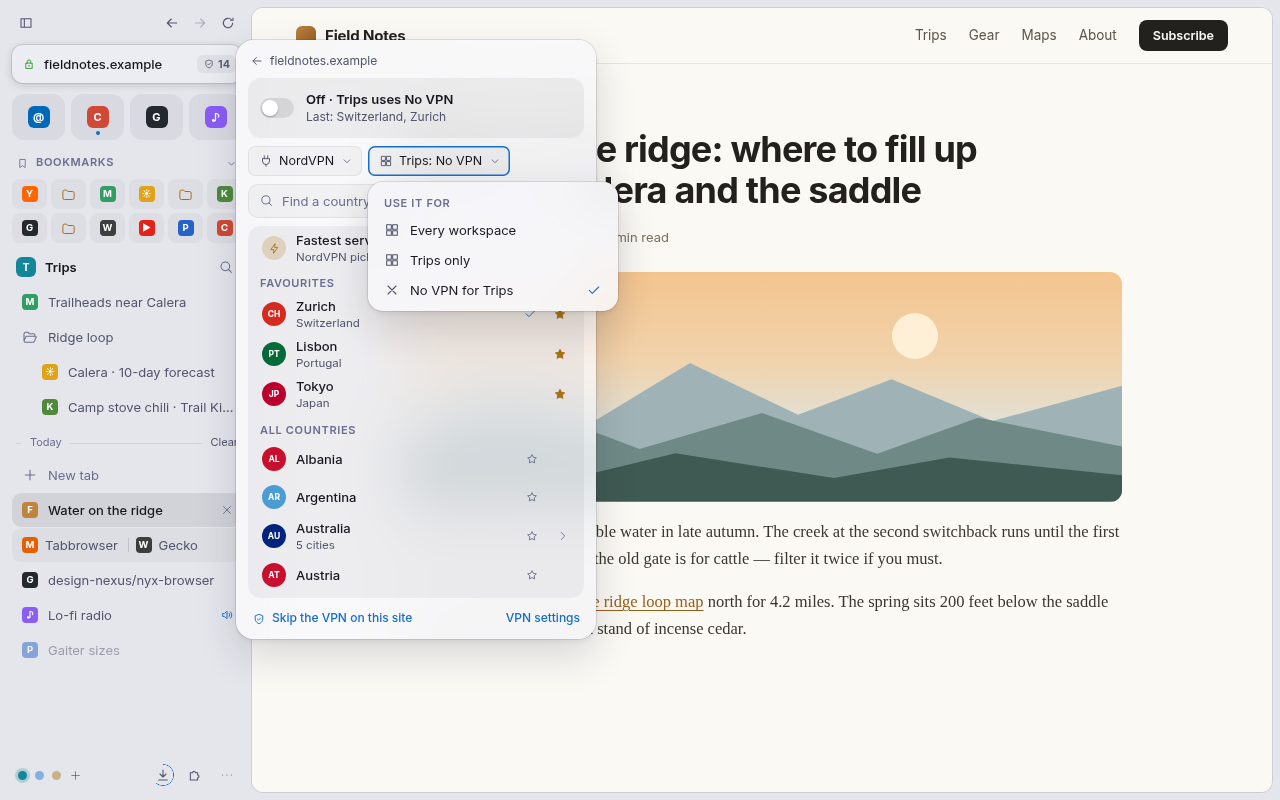 fieldnotes.example
14
@
C
G
BOOKMARKS
Y
M
K
G
W
P
C
T
Trips
M
Trailheads near Calera
Ridge loop
Calera · 10-day forecast
K
Camp stove chili · Trail Ki...
Today
Clear
New tab
F
Water on the ridge
M
Tabbrowser
W
Gecko
G
design-nexus/nyx-browser
Lo-fi radio
P
Gaiter sizes
fieldnotes.example
Off · Trips uses No VPN
Last: Switzerland, Zurich
NordVPN
Trips: No VPN
Find a country
USE IT FOR
Every workspace
Trips only
No VPN for Trips
Fastest
NordVPN
FAVOURITES
CH
Zurich
Switzerland
PT
Lisbon
Portugal
JP
Tokyo
Japan
ALL COUNTRIES
AL
Albania
AR
Argentina
AU
Australia
5 cities
AT
Austria
Skip the VPN on this site
VPN settings
Field Notes
Trips
Gear
Maps
About
Subscribe
ridge: where to fill up
and the saddle
min read
water in late autumn. The creek at the second switchback runs until the first
the old gate is for cattle — filter it twice if you must.
ridge loop map north for 4.2 miles. The spring sits 200 feet below the saddle
stand of incense cedar.